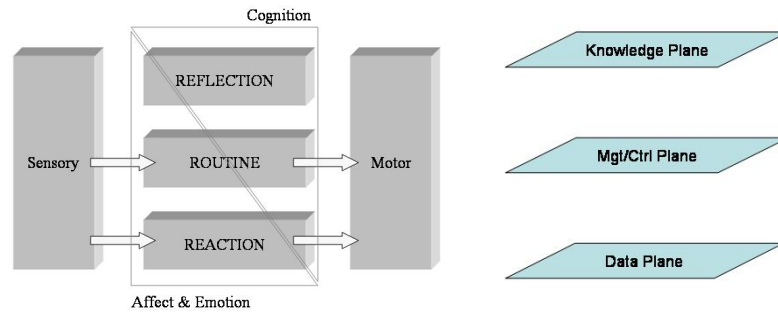 Cognition
REFLECTION
Sensory
ROUTINE
Motor
REACTION
Affect & Emotion
Knowledge Plane
Mgt/Ctrl Plane
Data Plane